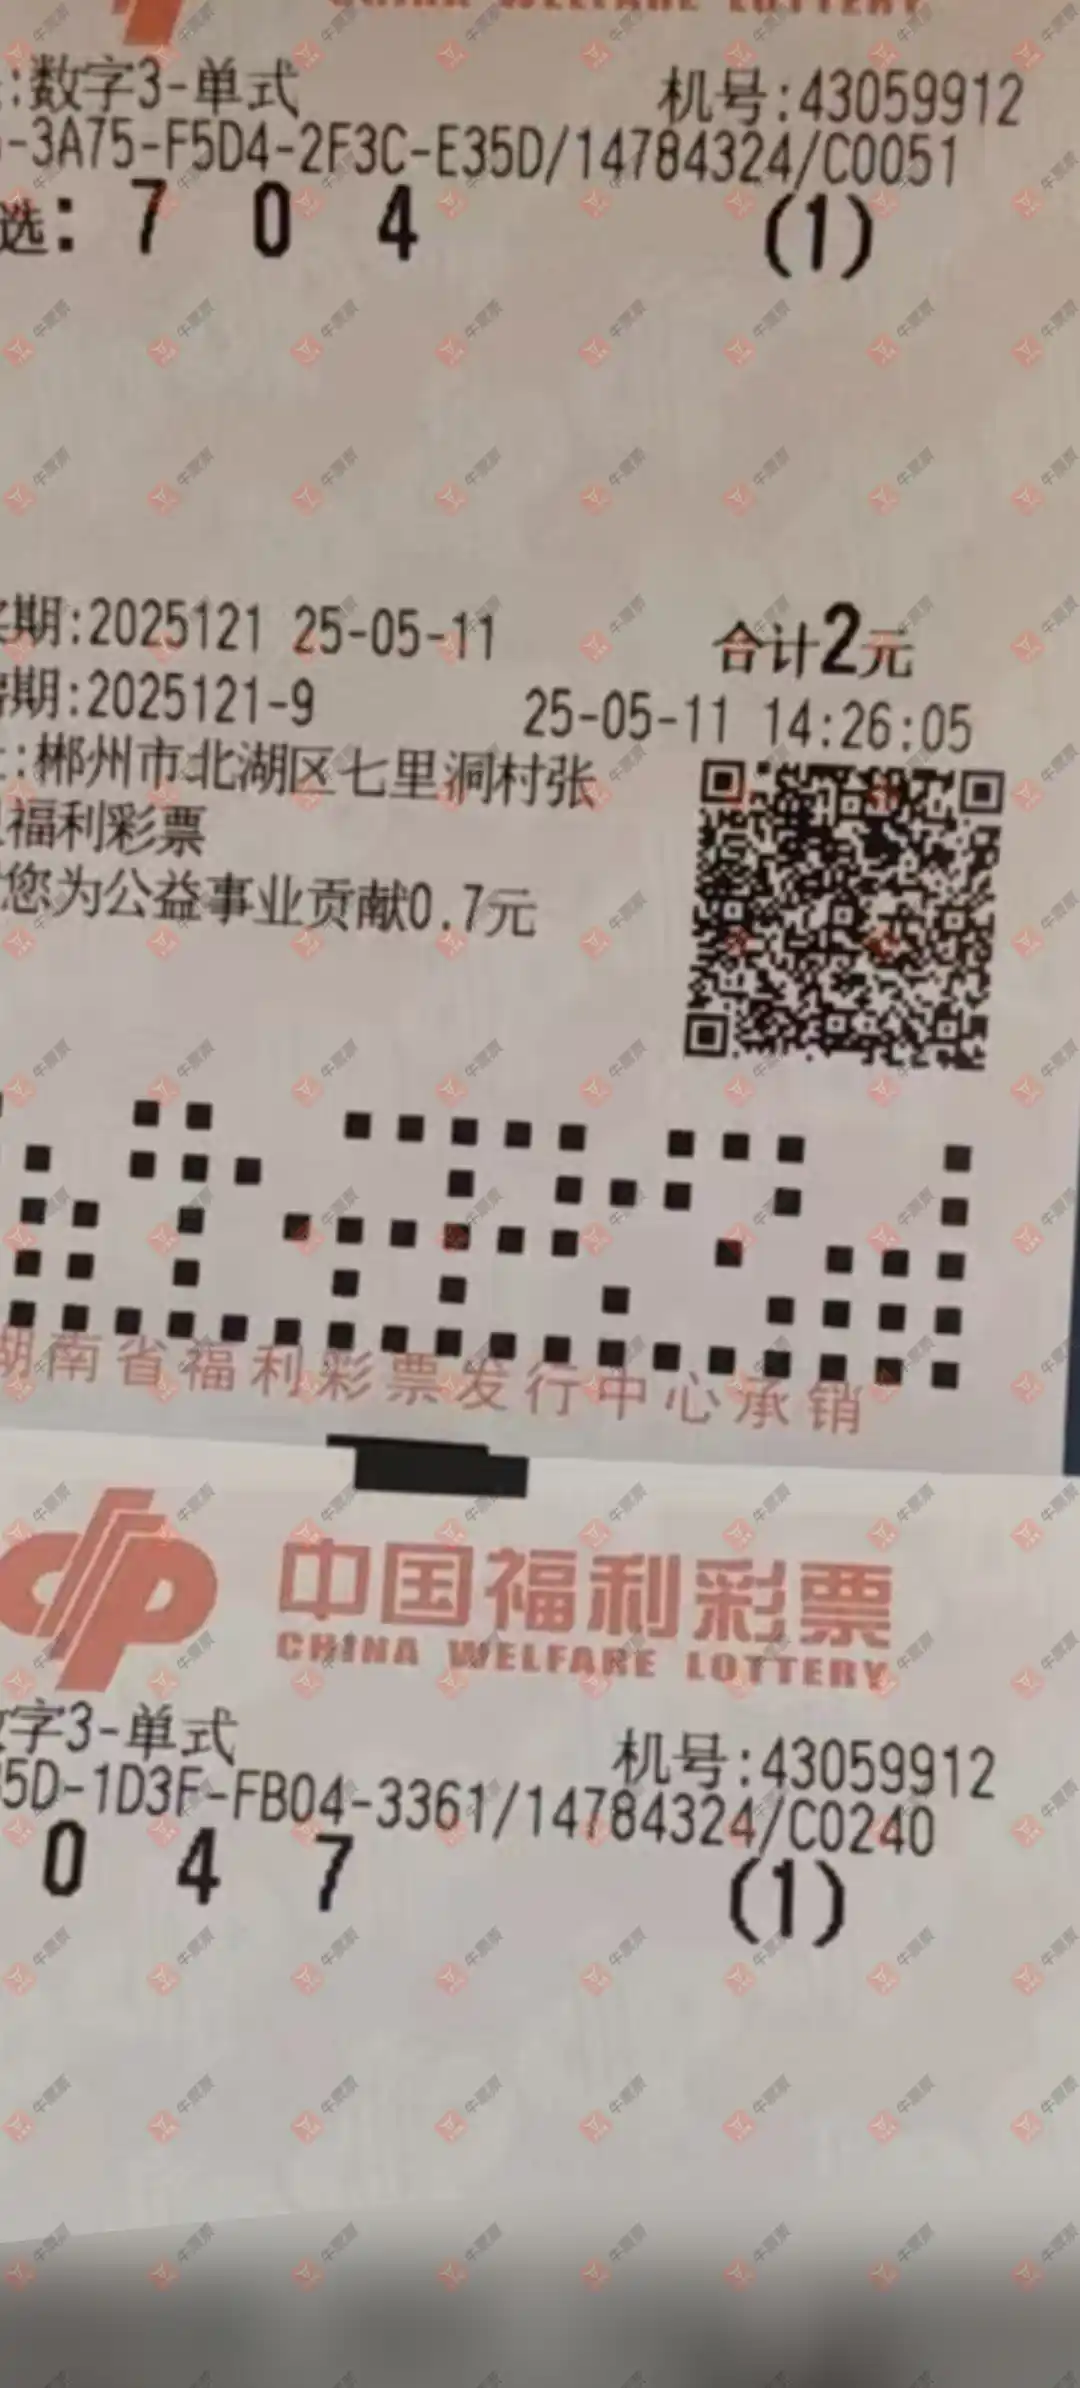 CHINA WELFARE LOTTERY
:数字3-单式 机号:43059912
-3A75-F5D4-2F3C-E35D/14784324/C0051
选: 7 0 4 (1)
期:2025121 25-05-11 合计2元
期:2025121-9 25-05-11 14:26:05
:郴州市北湖区七里洞村张
福利彩票
您为公益事业贡献0.7元
湖南省福利彩票发行中心承销
中国福利彩票
CHINA WELFARE LOTTERY
字3-单式 机号:43059912
5D-1D3F-FB04-3361/14784324/C0240
0 4 7 (1)